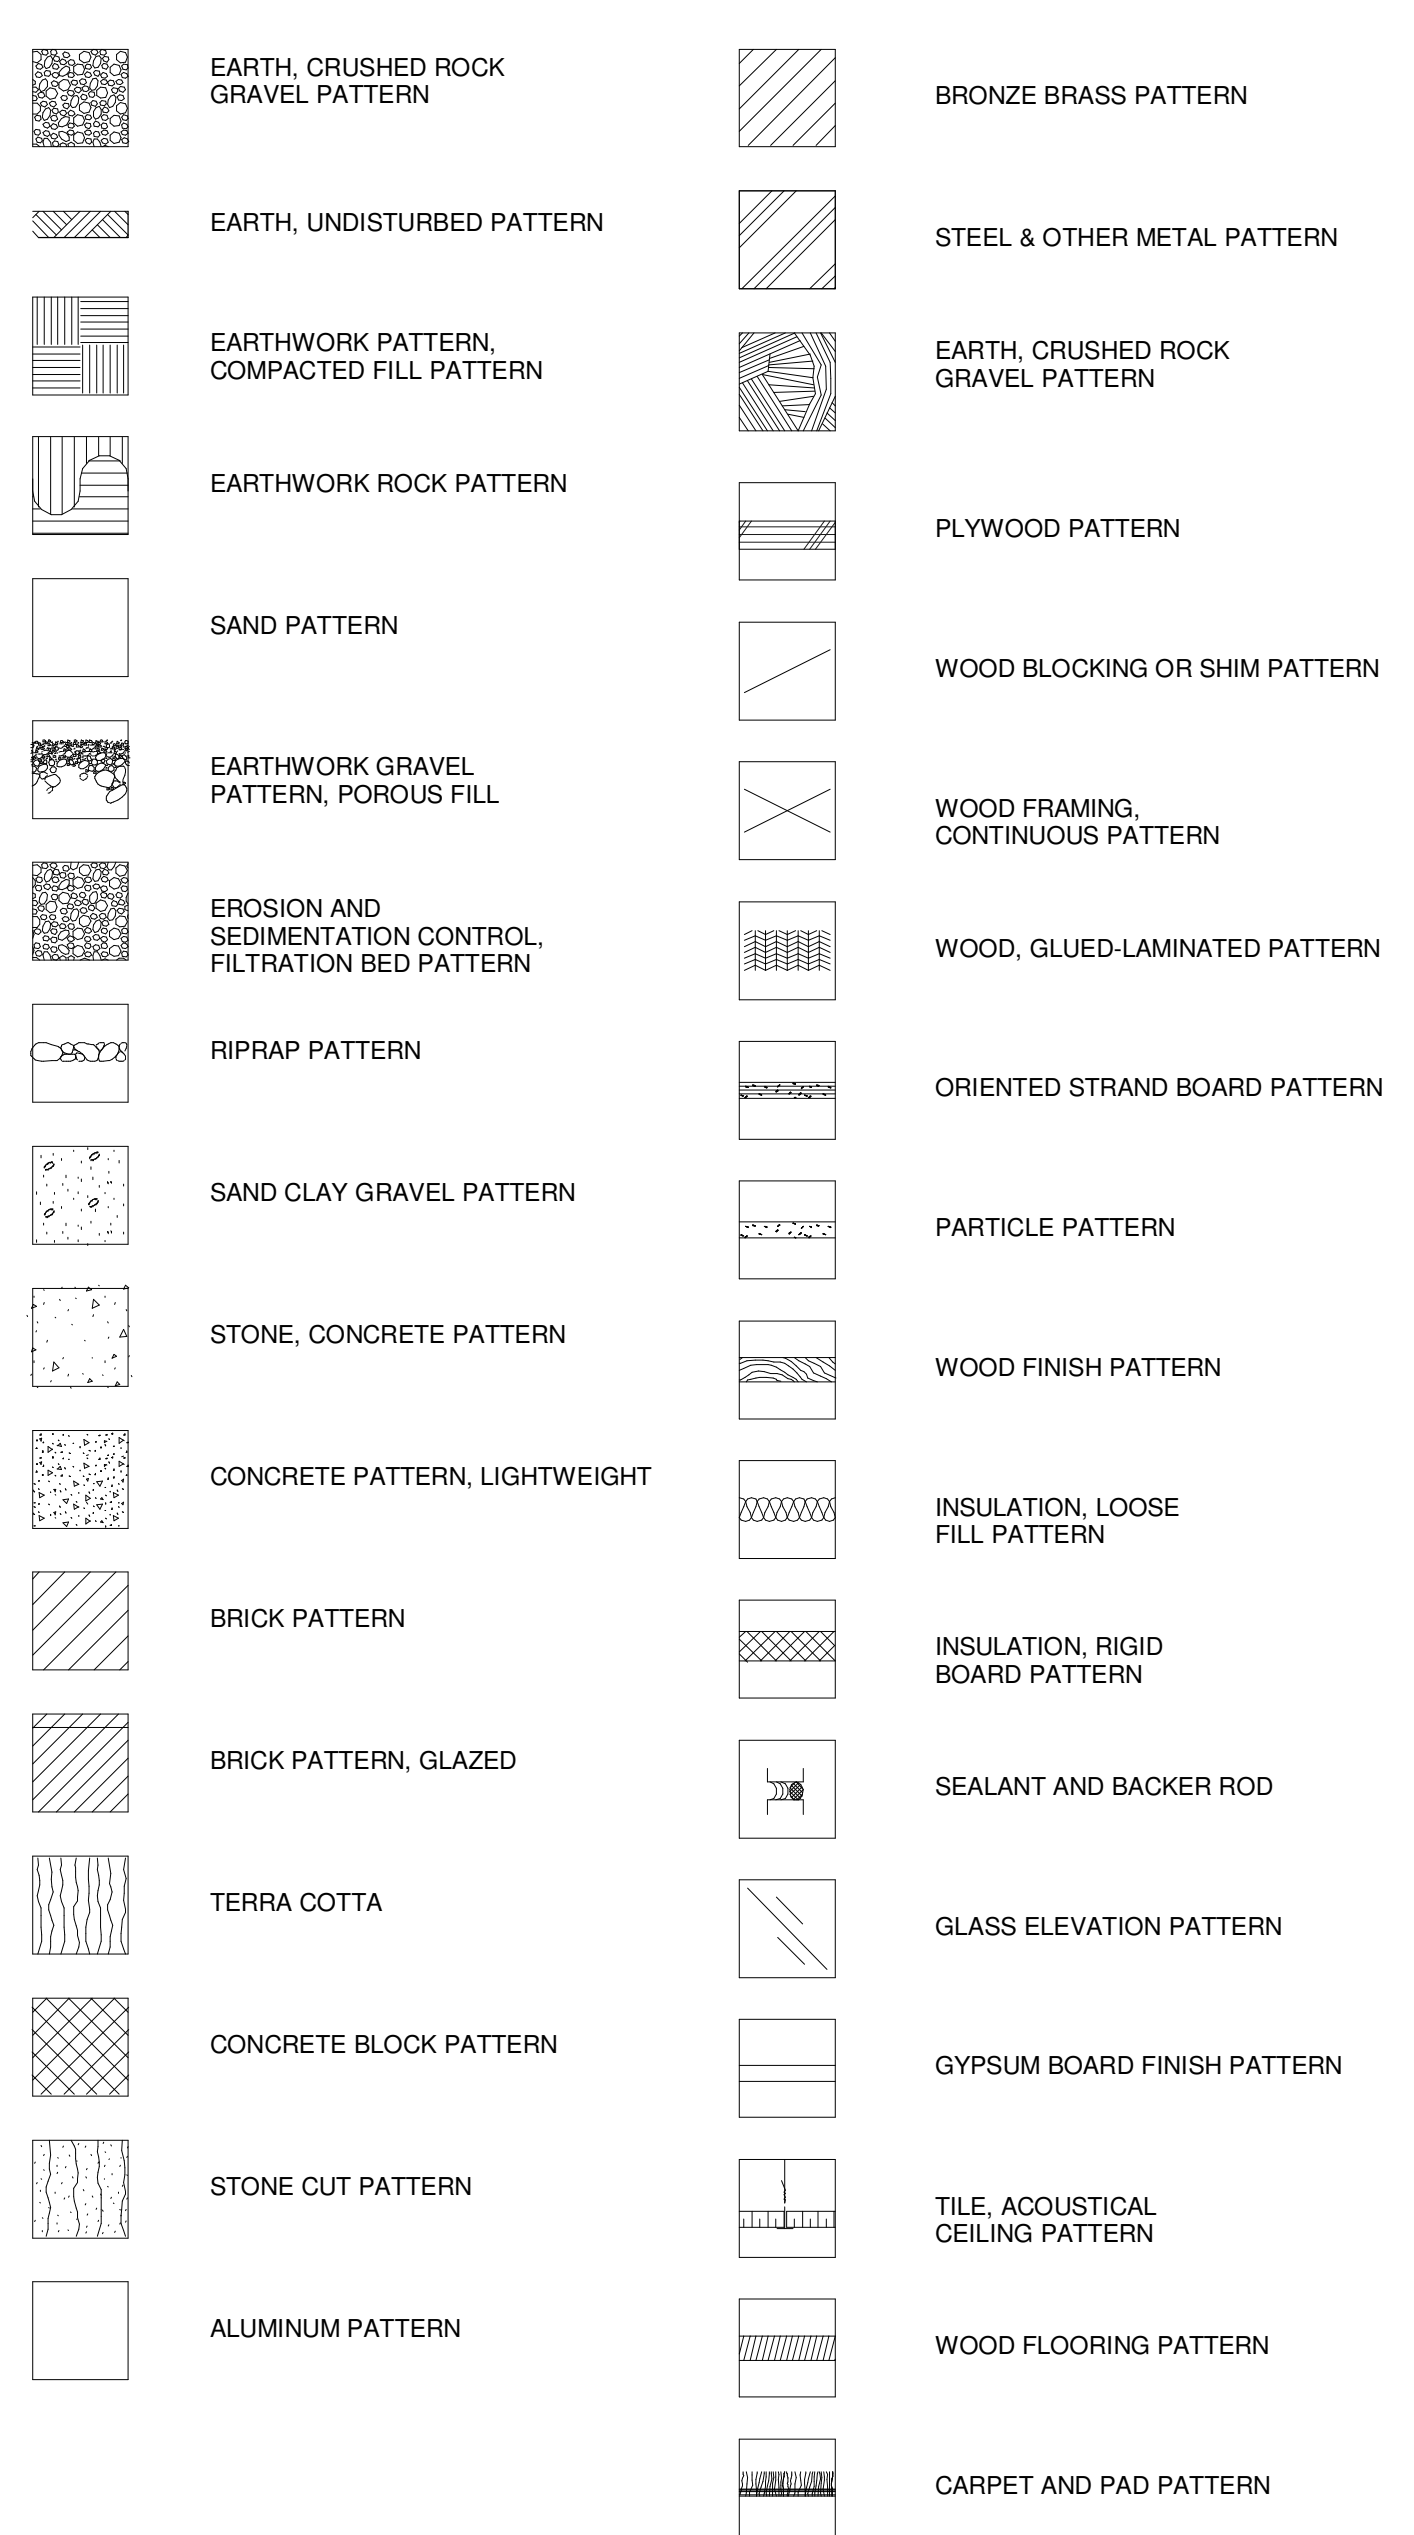 EARTH, CRUSHED ROCK
GRAVEL PATTERN
EARTH, UNDISTURBED PATTERN
EARTHWORK PATTERN,
COMPACTED FILL PATTERN
EARTHWORK ROCK PATTERN
SAND PATTERN
EARTHWORK GRAVEL
PATTERN, POROUS FILL
EROSION AND
SEDIMENTATION CONTROL,
FILTRATION BED PATTERN
RIPRAP PATTERN
SAND CLAY GRAVEL PATTERN
STONE, CONCRETE PATTERN
CONCRETE PATTERN, LIGHTWEIGHT
BRICK PATTERN
BRICK PATTERN, GLAZED
TERRA COTTA
CONCRETE BLOCK PATTERN
STONE CUT PATTERN
ALUMINUM PATTERN
BRONZE BRASS PATTERN
STEEL & OTHER METAL PATTERN
EARTH, CRUSHED ROCK
GRAVEL PATTERN
PLYWOOD PATTERN
WOOD BLOCKING OR SHIM PATTERN
WOOD FRAMING,
CONTINUOUS PATTERN
WOOD, GLUED-LAMINATED PATTERN
ORIENTED STRAND BOARD PATTERN
PARTICLE PATTERN
WOOD FINISH PATTERN
INSULATION, LOOSE
FILL PATTERN
INSULATION, RIGID
BOARD PATTERN
SEALANT AND BACKER ROD
GLASS ELEVATION PATTERN
GYPSUM BOARD FINISH PATTERN
TILE, ACOUSTICAL
CEILING PATTERN
WOOD FLOORING PATTERN
CARPET AND PAD PATTERN